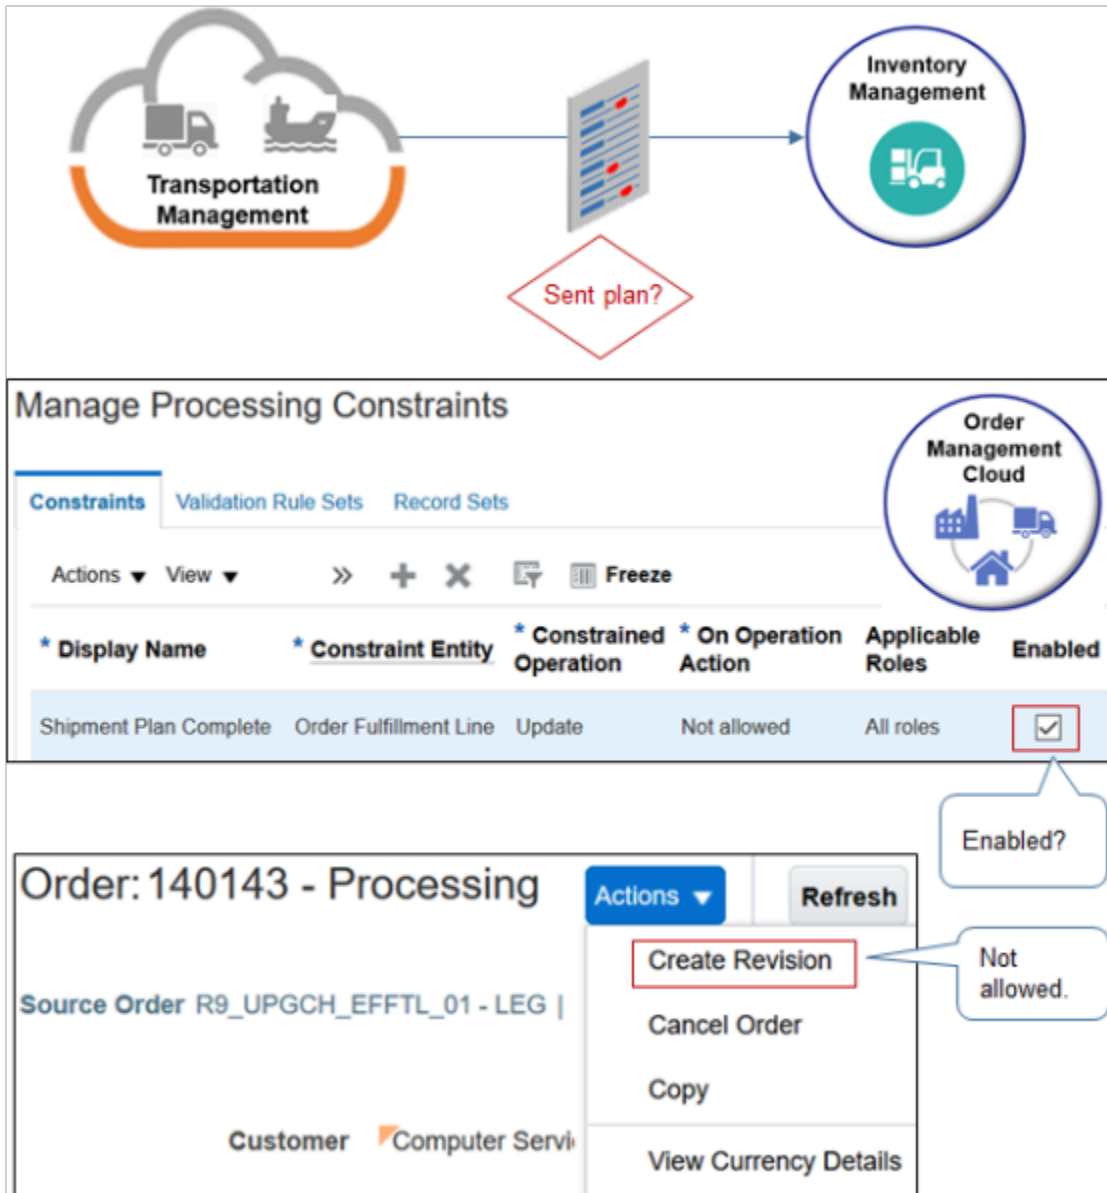 Transportation
Management
Inventory
Management
Sent plan?
Manage Processing Constraints
Order
Management
Cloud
Constraints Validation Rule Sets Record Sets
Actions View Freeze
* Display Name * Constraint Entity * Constrained Operation * On Operation Action Applicable Roles Enabled
Shipment Plan Complete Order Fulfillment Line Update Not allowed All roles
Enabled?
Order: 140143 - Processing Actions Refresh
Create Revision
Not
allowed.
Source Order R9_UPGCH_EFFTL_01 - LEG |
Cancel Order
Copy
Customer Computer Servi
View Currency Details